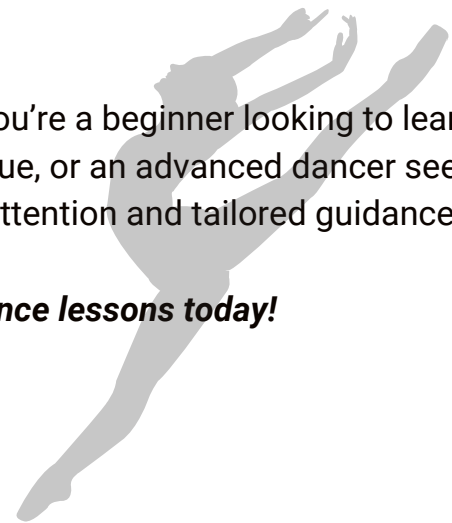 ou’re a beginner looking to lear
ue, or an advanced dancer see
ttention and tailored guidance
nce lessons today!